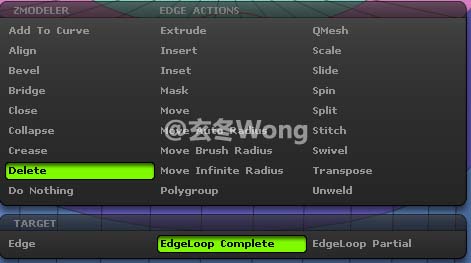 ZMODELER EDGE ACTIONS
Add To Curve Extrude QMesh
Align Insert Scale
Bevel Inset Slide
Bridge Mask Spin
Close Move Split
Collapse Move Auto Radius Stitch
@玄冬Wong
Crease Move Brush Radius Swivel
Delete Move Infinite Radius Transpose
Do Nothing Polygroup Unweld
TARGET
Edge EdgeLoop Complete EdgeLoop Partial